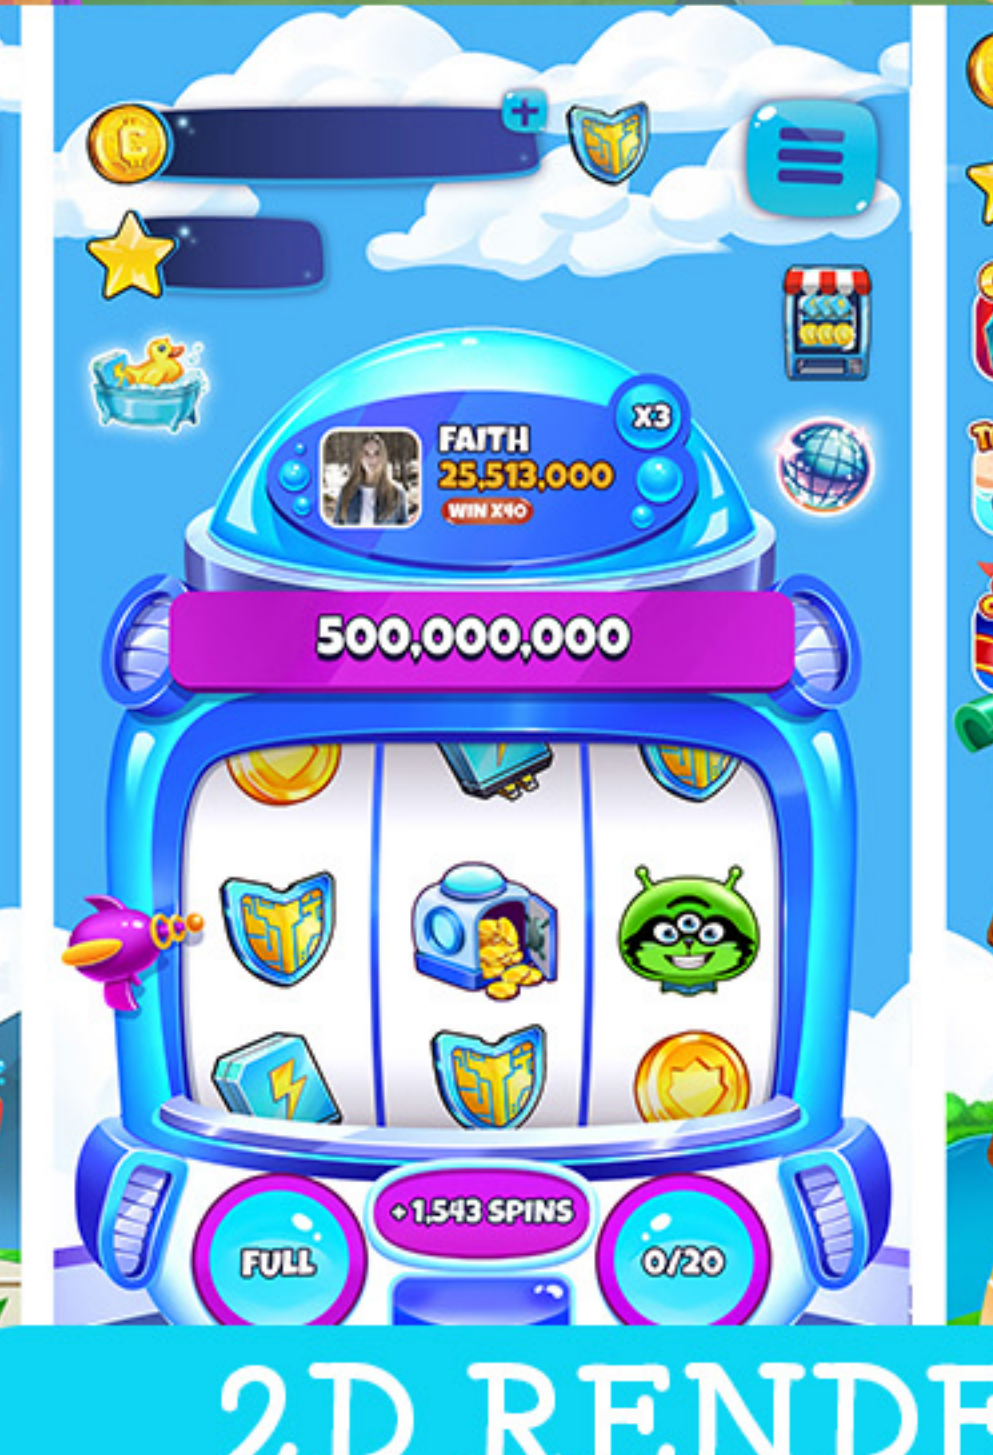 X3
FAITH
25,513,000
WIN X40
500,000,000
+1,543 SPINS
FULL
0/20
2D RENDE